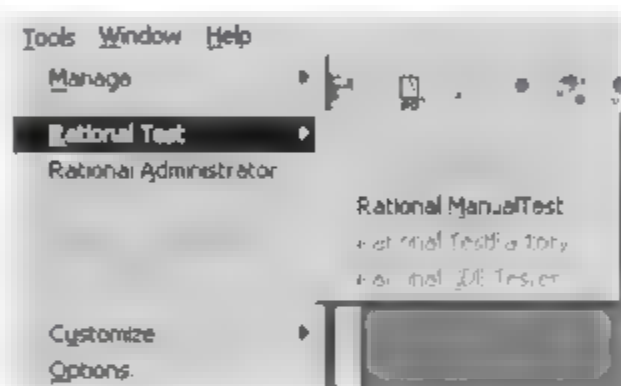 Tools Window Help
Manage
Rational Test
Rational Administrator
Rational ManualTest
Customize
Options.